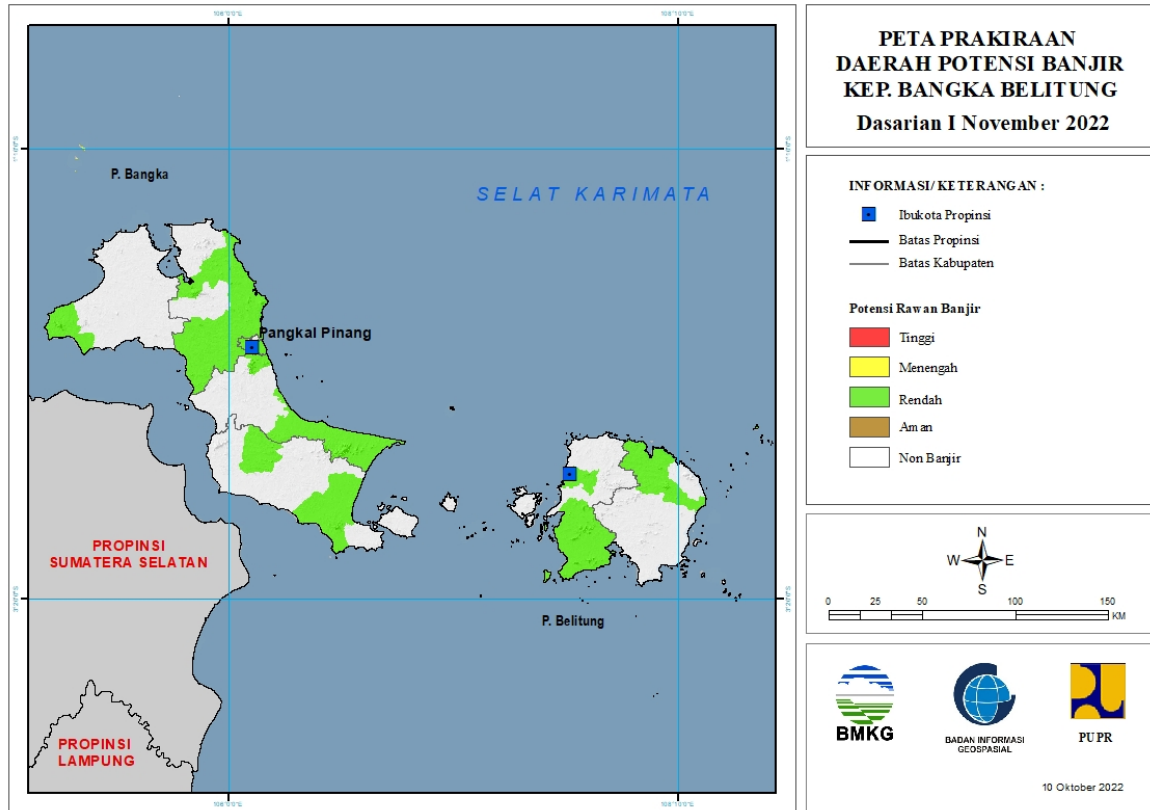 PETA PRAKIRAAN
DAERAH POTENSI BANJIR
KEP. BANGKA BELITUNG
Dasarian I November 2022
INFORMASI/ KETERANGAN :
Ibukota Propinsi
Batas Propinsi
Batas Kabupaten
Potensi Rawan Banjir
Tinggi
Menengah
Rendah
Aman
Non Banjir
P. Bangka
SELAT KARIMATA
Pangkal Pinang
PROPINSI
SUMATERA SELATAN
P. Belitung
PROPINSI
LAMPUNG
N
W
E
S
0 25 50 100 150
KM
BMKG
BADAN INFORMASI
GEOSPASIAL
PU PR
10 Oktober 2022